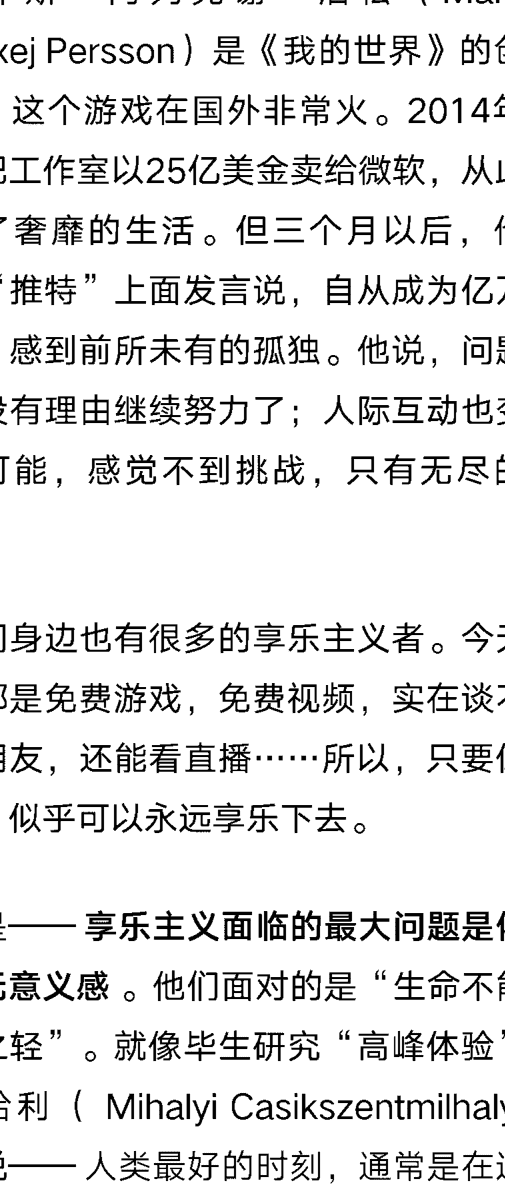 xej Persson）是《我的世界》的
这个游戏在国外非常火。2014年
工作室以25亿美金卖给微软，从
了奢靡的生活。但三个月以后，
“推特”上面发言说，自从成为亿
感到前所未有的孤独。他说，问
没有理由继续努力了；人际互动也
可能，感觉不到挑战，只有无尽的
身边也有很多的享乐主义者。今
都是免费游戏，免费视频，实在谈
朋友，还能看直播······所以，只要
似乎可以永远享乐下去。
是——享乐主义面临的最大问题是
意义感 。他们面对的是“生命不
之轻”。就像毕生研究“高峰体验”
哈利（ Mihalyi Casikszentmilhaly
——人类最好的时刻，通常是在